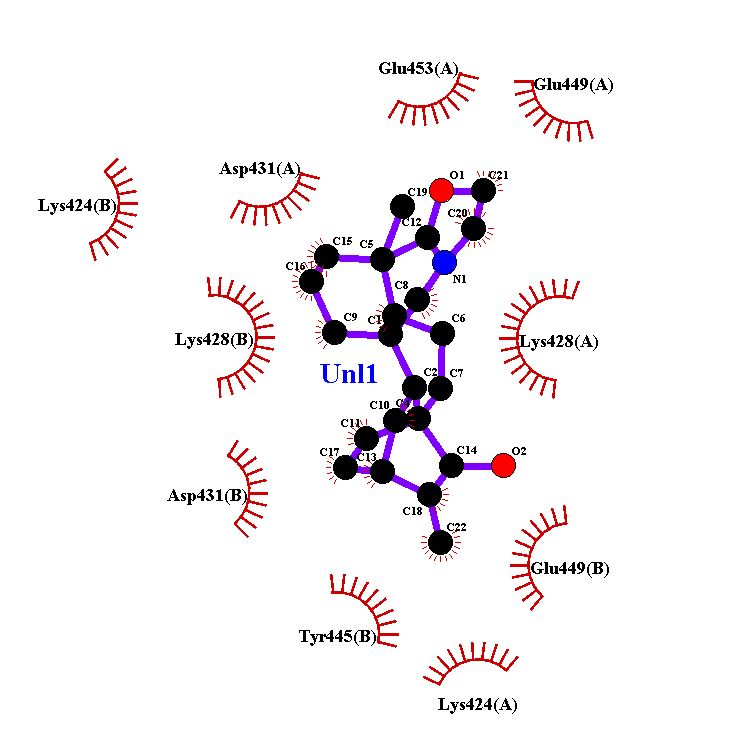 Glu453(A)
Glu449(A)
Asp431(A)
O1
C21
Lys424(B)
C19
C20
C12
C15
C5
C16
N1
C8
C9
C1
C6
Lys428(B)
Lys428(A)
Unl1
C2
C7
C10
C11
C17
C13
C14
O2
Asp431(B)
C18
C22
Glu449(B)
Tyr445(B)
Lys424(A)